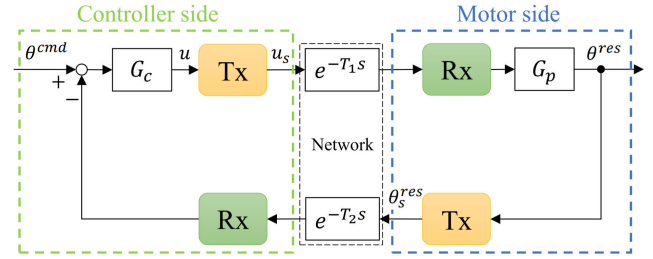 Controller side
Motor side
θ^cmd
+
−
G_c
u
Tx
u_s
e^{-T_1 s}
Rx
G_p
θ^res
Network
Rx
e^{-T_2 s}
θ_s^res
Tx